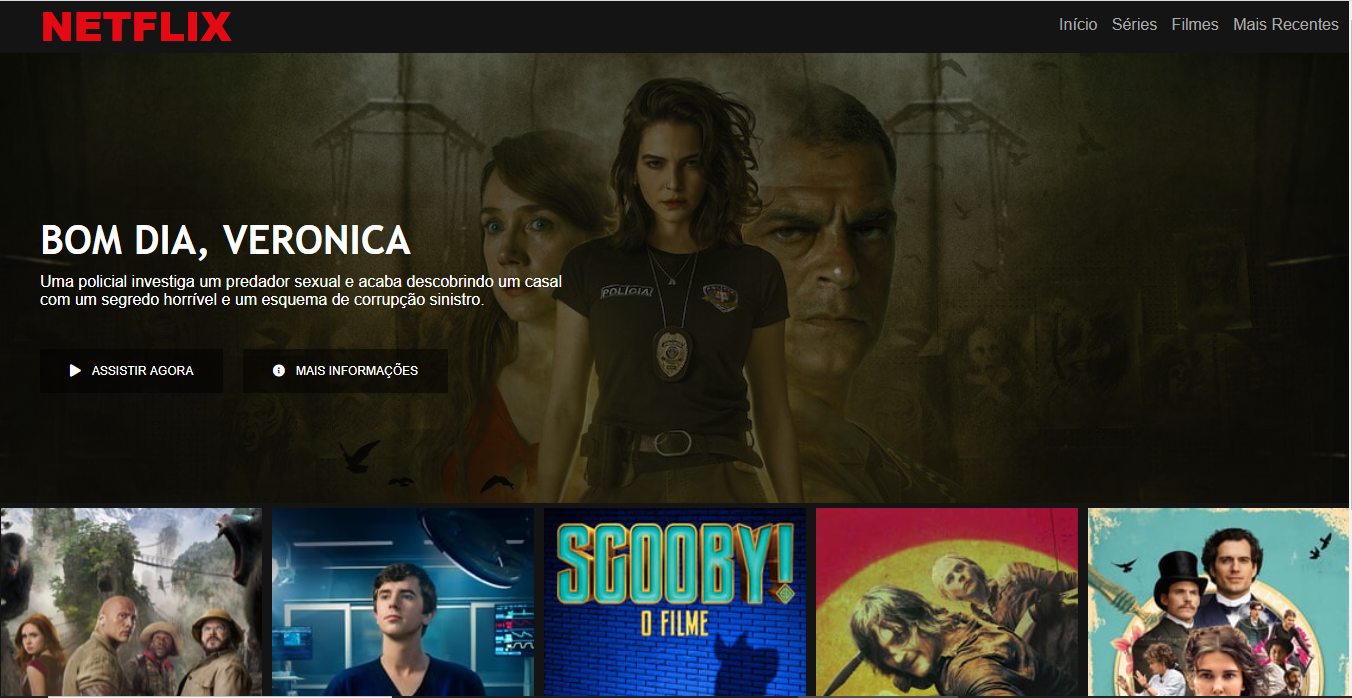 NETFLIX
Início Séries Filmes Mais Recentes
BOM DIA, VERONICA
Uma policial investiga um predador sexual e acaba descobrindo um casal
com um segredo horrível e um esquema de corrupção sinistro.
POLÍCIA
ASSISTIR AGORA
MAIS INFORMAÇÕES
SCOOBY!
O FILME